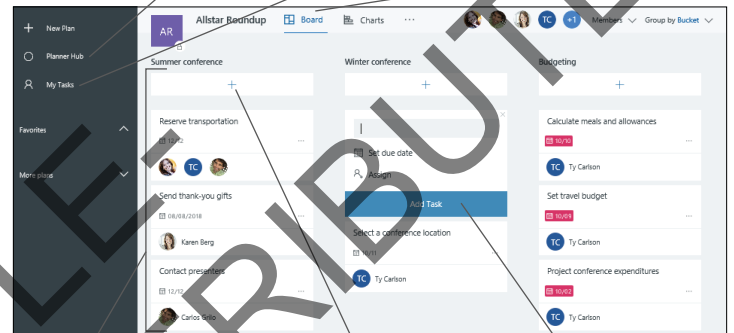 New Plan
Planner Hub
My Tasks
Favorites
More plans
AR
Allstar Roundup
Board
Charts
TC
+1
Members
Group by Bucket
Summer conference
Reserve transportation
12/12
TC
Send thank-you gifts
08/08/2018
Karen Berg
Contact presenters
12/12
Carlos Grilo
Winter conference
Set due date
Assign
Add Task
Select a conference location
10/11
TC Ty Carlson
Budgeting
Calculate meals and allowances
10/10
TC Ty Carlson
Set travel budget
10/09
TC Ty Carlson
Project conference expenditures
10/02
TC Ty Carlson